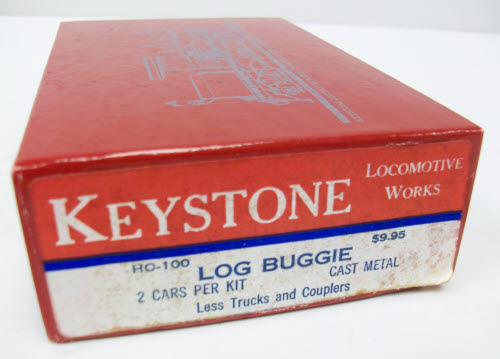 KEYSTONE LOCOMOTIVE WORKS
HO-100 LOG BUGGIE $9.95
2 CARS PER KIT CAST METAL
Less Trucks and Couplers